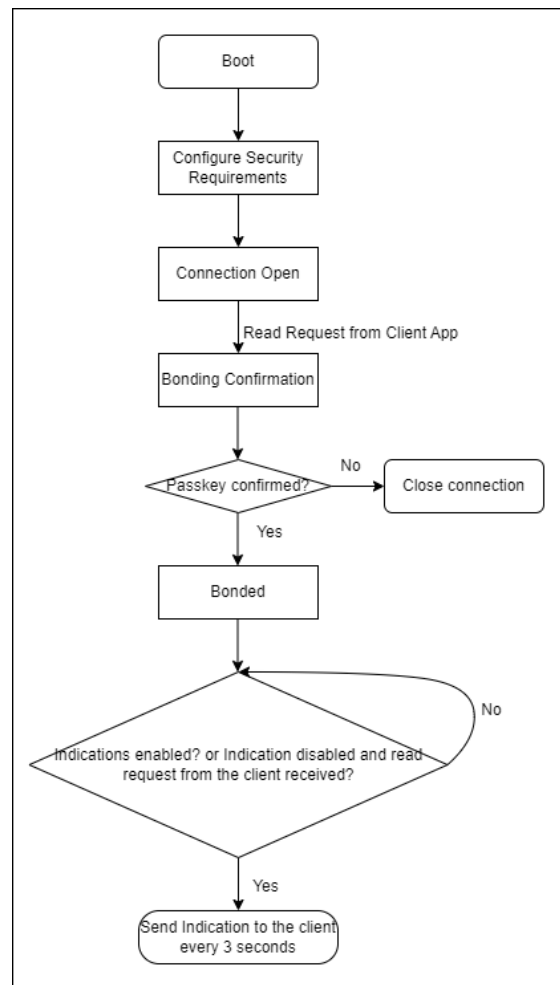 Boot
Configure Security
Requirements
Connection Open
Read Request from Client App
Bonding Confirmation
Passkey confirmed?
No
Close connection
Yes
Bonded
No
Indications enabled? or Indication disabled and read
request from the client received?
Yes
Send Indication to the client
every 3 seconds